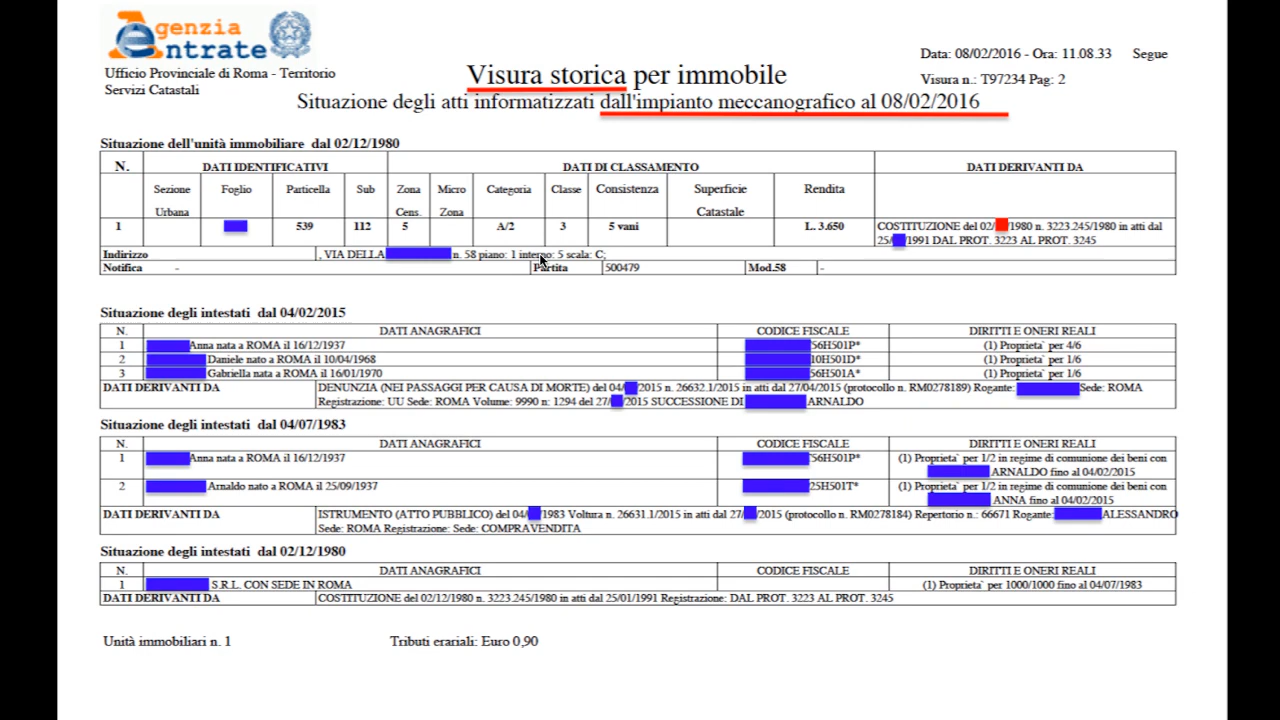 Agenzia
Entrate
Ufficio Provinciale di Roma - Territorio
Servizi Catastali
Visura storica per immobile
Situazione degli atti informatizzati dall'impianto meccanografico al 08/02/2016
Data: 08/02/2016 - Ora: 11.08.33 Segue
Visura n.: T97234 Pag: 2
Situazione dell'unità immobiliare dal 02/12/1980
N. DATI IDENTIFICATIVI DATI DI CLASSAMENTO DATI DERIVANTI DA
Sezione Foglio Particella Sub Zona Micro Categoria Classe Consistenza Superficie Rendita
Urbana Cens. Zona Catastale
1 539 112 5 A/2 3 5 vani L. 3.650 COSTITUZIONE del 02/ /1980 n. 3223.245/1980 in atti dal
25/ /1991 DAL PROT. 3223 AL PROT. 3245
Indirizzo , VIA DELLA n. 58 piano: 1 interno: 5 scala: C;
Notifica - Partita 500479 Mod.58 -
Situazione degli intestati dal 04/02/2015
N. DATI ANAGRAFICI CODICE FISCALE DIRITTI E ONERI REALI
1 Anna nata a ROMA il 16/12/1937 56H501P* (1) Proprieta` per 4/6
2 Daniele nato a ROMA il 10/04/1968 10H501D* (1) Proprieta` per 1/6
3 Gabriella nata a ROMA il 16/01/1970 56H501A* (1) Proprieta` per 1/6
DATI DERIVANTI DA DENUNZIA (NEI PASSAGGI PER CAUSA DI MORTE) del 04/ /2015 n. 26632.1/2015 in atti dal 27/04/2015 (protocollo n. RM0278189) Rogante: Sede: ROMA
Registrazione: UU Sede: ROMA Volume: 9990 n: 1294 del 27/ /2015 SUCCESSIONE DI ARNALDO
Situazione degli intestati dal 04/07/1983
N. DATI ANAGRAFICI CODICE FISCALE DIRITTI E ONERI REALI
1 Anna nata a ROMA il 16/12/1937 56H501P* (1) Proprieta` per 1/2 in regime di comunione dei beni con
ARNALDO fino al 04/02/2015
2 Arnaldo nato a ROMA il 25/09/1937 25H501T* (1) Proprieta` per 1/2 in regime di comunione dei beni con
ANNA fino al 04/02/2015
DATI DERIVANTI DA ISTRUMENTO (ATTO PUBBLICO) del 04/ /1983 Voltura n. 26631.1/2015 in atti dal 27/ /2015 (protocollo n. RM0278184) Repertorio n.: 66671 Rogante: ALESSANDRO
Sede: ROMA Registrazione: Sede: COMPRAVENDITA
Situazione degli intestati dal 02/12/1980
N. DATI ANAGRAFICI CODICE FISCALE DIRITTI E ONERI REALI
1 S.R.L. CON SEDE IN ROMA (1) Proprieta` per 1000/1000 fino al 04/07/1983
DATI DERIVANTI DA COSTITUZIONE del 02/12/1980 n. 3223.245/1980 in atti dal 25/01/1991 Registrazione: DAL PROT. 3223 AL PROT. 3245
Unità immobiliari n. 1 Tributi erariali: Euro 0,90